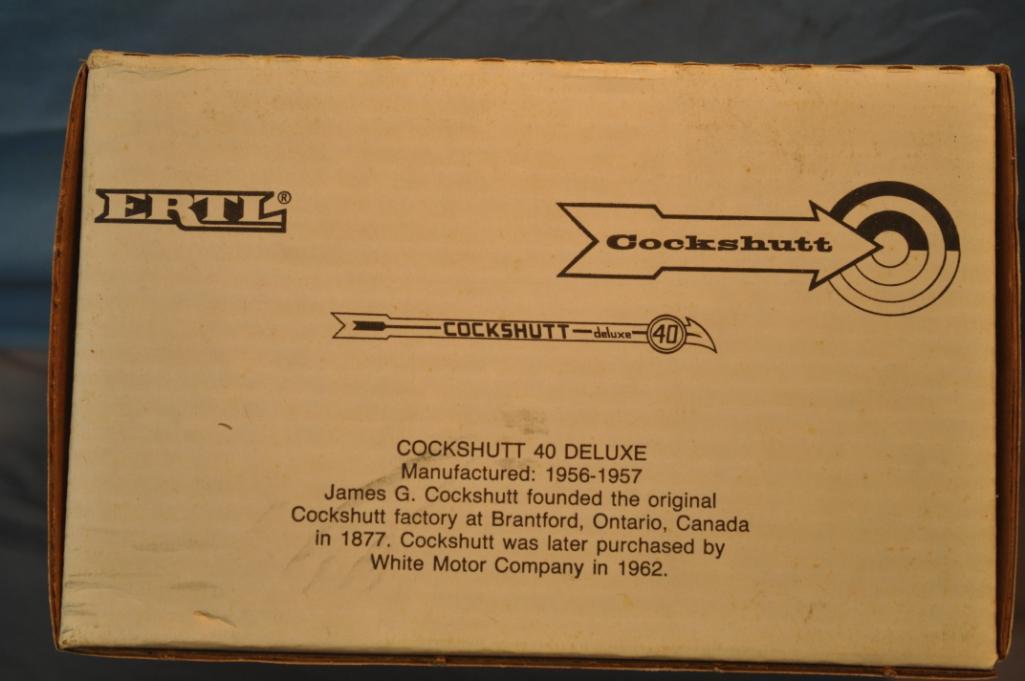 ERTL®
Cockshutt
COCKSHUTT deluxe 40
COCKSHUTT 40 DELUXE
Manufactured: 1956-1957
James G. Cockshutt founded the original
Cockshutt factory at Brantford, Ontario, Canada
in 1877. Cockshutt was later purchased by
White Motor Company in 1962.